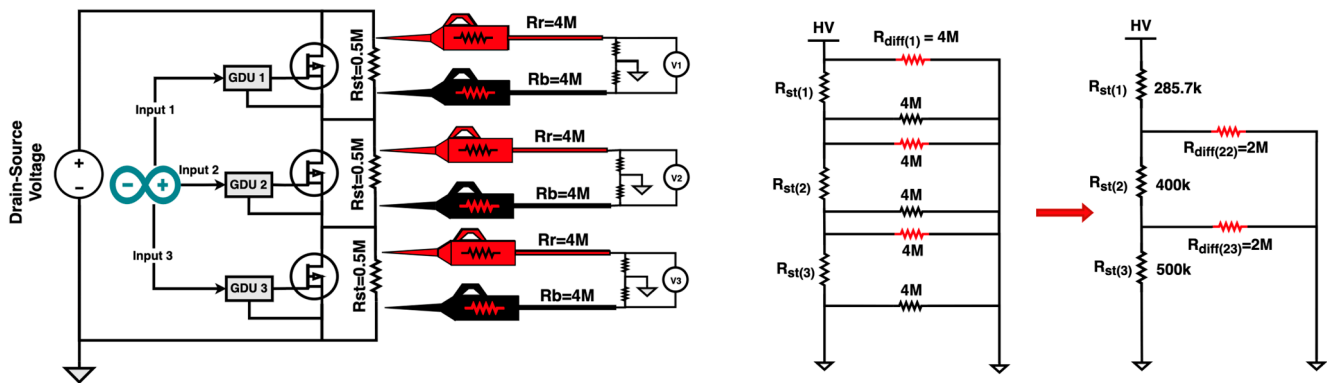 Drain-Source
Voltage
Input 1
Input 2
Input 3
GDU 1
GDU 2
GDU 3
Rst=0.5M
Rst=0.5M
Rst=0.5M
Rr=4M
Rb=4M
V1
Rr=4M
Rb=4M
V2
Rr=4M
Rb=4M
V3
HV
Rdiff(1) = 4M
Rst(1)
4M
4M
Rst(2)
4M
4M
Rst(3)
4M
HV
Rst(1)
285.7k
Rdiff(22)=2M
Rst(2)
400k
Rdiff(23)=2M
Rst(3)
500k